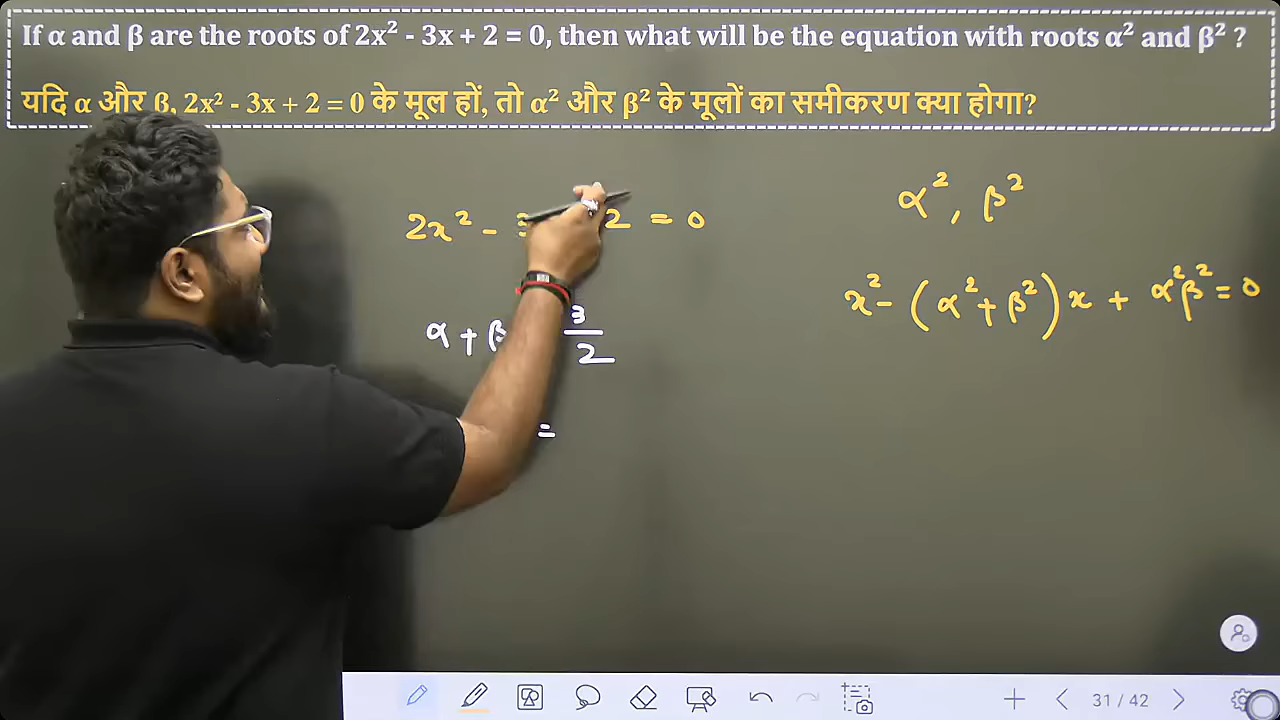 If α and β are the roots of 2x² - 3x + 2 = 0, then what will be the equation with roots α² and β² ?
यदि α और β, 2x² - 3x + 2 = 0 के मूल हों, तो α² और β² के मूलों का समीकरण क्या होगा?
α², β²
2x² - 3 2 = 0
x² - (α² + β²) x + α²β² = 0
α + β 3/2
=
31 / 42